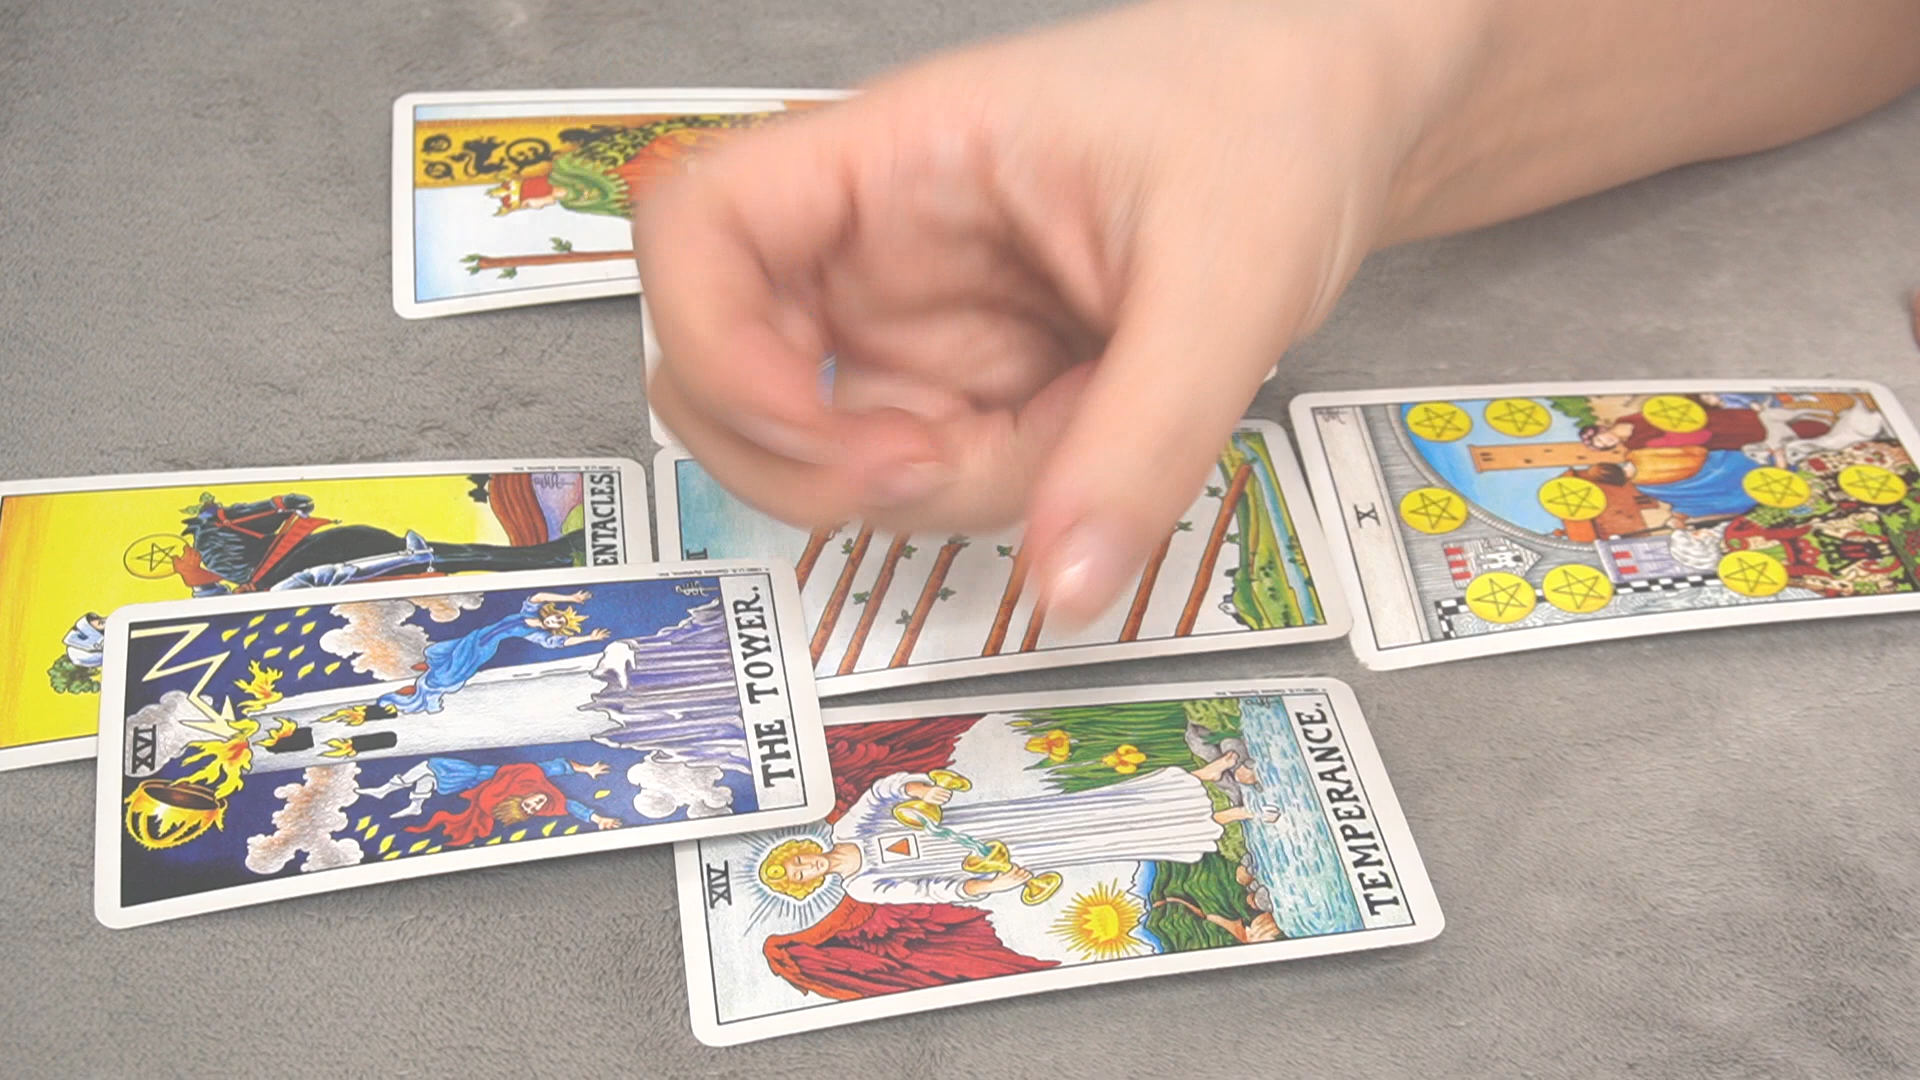 ENTACLES
X
XVI
THE TOWER.
XIV
TEMPERANCE.